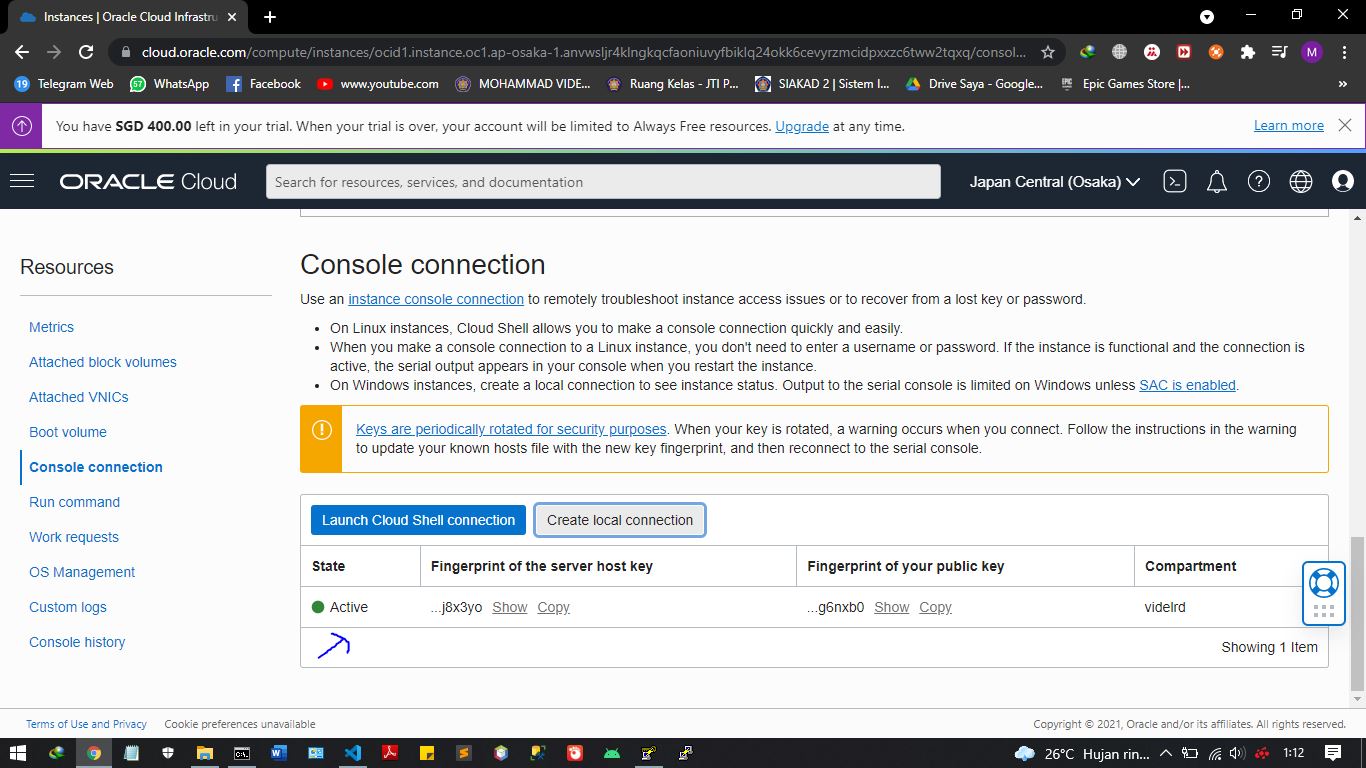 Instances | Oracle Cloud Infrastru
cloud.oracle.com/compute/instances/ocid1.instance.oc1.ap-osaka-1.anvwsljr4klngkqcfaoniuvyfbiklq24okk6cevyrzmcidpxxzc6tww2tqxq/consol...
M
19 Telegram Web
57 WhatsApp
Facebook
www.youtube.com
MOHAMMAD VIDE...
Ruang Kelas - JTI P...
SIAKAD 2 | Sistem I...
Drive Saya - Google...
Epic Games Store |...
»
You have SGD 400.00 left in your trial. When your trial is over, your account will be limited to Always Free resources. Upgrade at any time.
Learn more
ORACLE Cloud
Search for resources, services, and documentation
Japan Central (Osaka)
Resources
Metrics
Attached block volumes
Attached VNICs
Boot volume
Console connection
Run command
Work requests
OS Management
Custom logs
Console history
Console connection
Use an instance console connection to remotely troubleshoot instance access issues or to recover from a lost key or password.
• On Linux instances, Cloud Shell allows you to make a console connection quickly and easily.
• When you make a console connection to a Linux instance, you don't need to enter a username or password. If the instance is functional and the connection is
active, the serial output appears in your console when you restart the instance.
• On Windows instances, create a local connection to see instance status. Output to the serial console is limited on Windows unless SAC is enabled.
Keys are periodically rotated for security purposes. When your key is rotated, a warning occurs when you connect. Follow the instructions in the warning
to update your known hosts file with the new key fingerprint, and then reconnect to the serial console.
Launch Cloud Shell connection
Create local connection
State Fingerprint of the server host key Fingerprint of your public key Compartment
Active ...j8x3yo Show Copy ...g6nxb0 Show Copy videlrd
Showing 1 Item
Terms of Use and Privacy Cookie preferences unavailable
Copyright © 2021, Oracle and/or its affiliates. All rights reserved.
26°C Hujan rin...
1:12